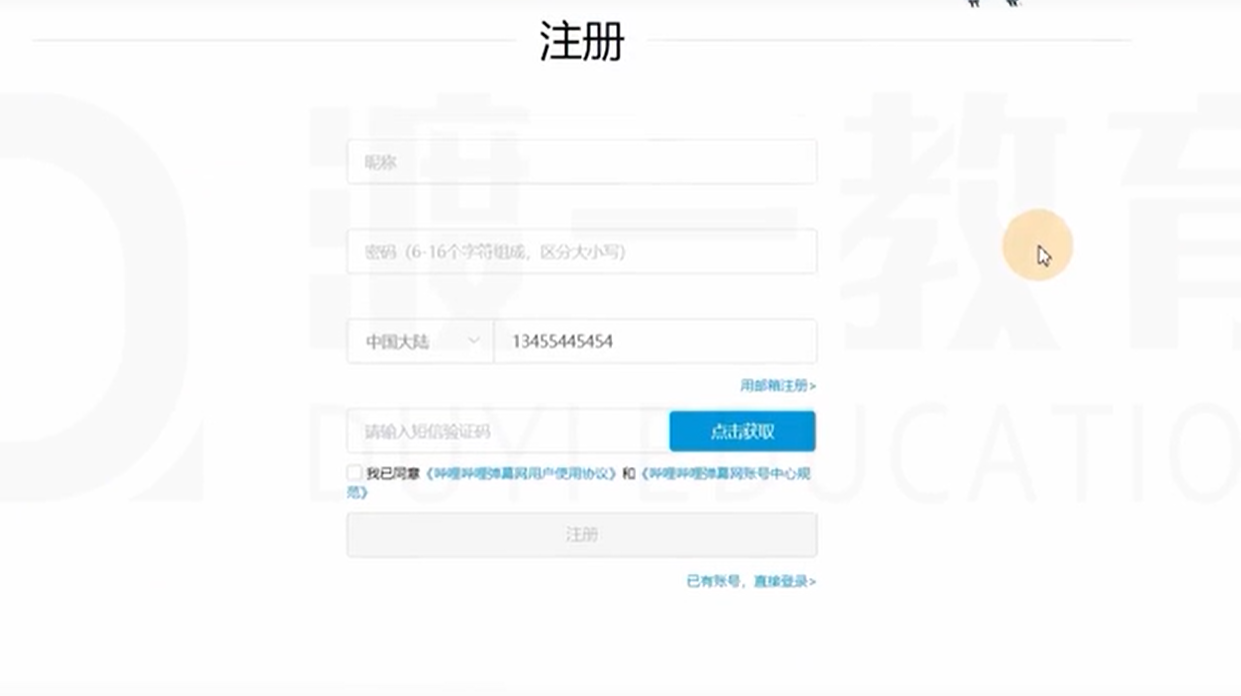 注册
昵称
密码（6-16个字符组成，区分大小写）
中国大陆 13455445454
用邮箱注册>
请输入短信验证码 点击获取
我已同意《哔哩哔哩弹幕网用户使用协议》和《哔哩哔哩弹幕网账号中心规
范》
注册
已有账号，直接登录>
渡一教育
DUYI EDUCATIO